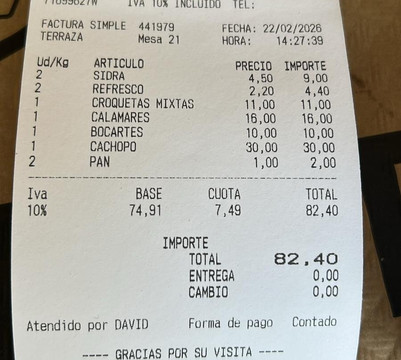 71699627W IVA 10% INCLUIDO TEL:
FACTURA SIMPLE 441979 FECHA: 22/02/2026
TERRAZA Mesa 21 HORA: 14:27:39
Ud/Kg ARTICULO PRECIO IMPORTE
2 SIDRA 4,50 9,00
2 REFRESCO 2,20 4,40
1 CROQUETAS MIXTAS 11,00 11,00
1 CALAMARES 16,00 16,00
1 BOCARTES 10,00 10,00
1 CACHOPO 30,00 30,00
2 PAN 1,00 2,00
Iva BASE CUOTA TOTAL
10% 74,91 7,49 82,40
IMPORTE
TOTAL 82,40
ENTREGA 0,00
CAMBIO 0,00
Atendido por DAVID Forma de pago Contado
---- GRACIAS POR SU VISITA ----